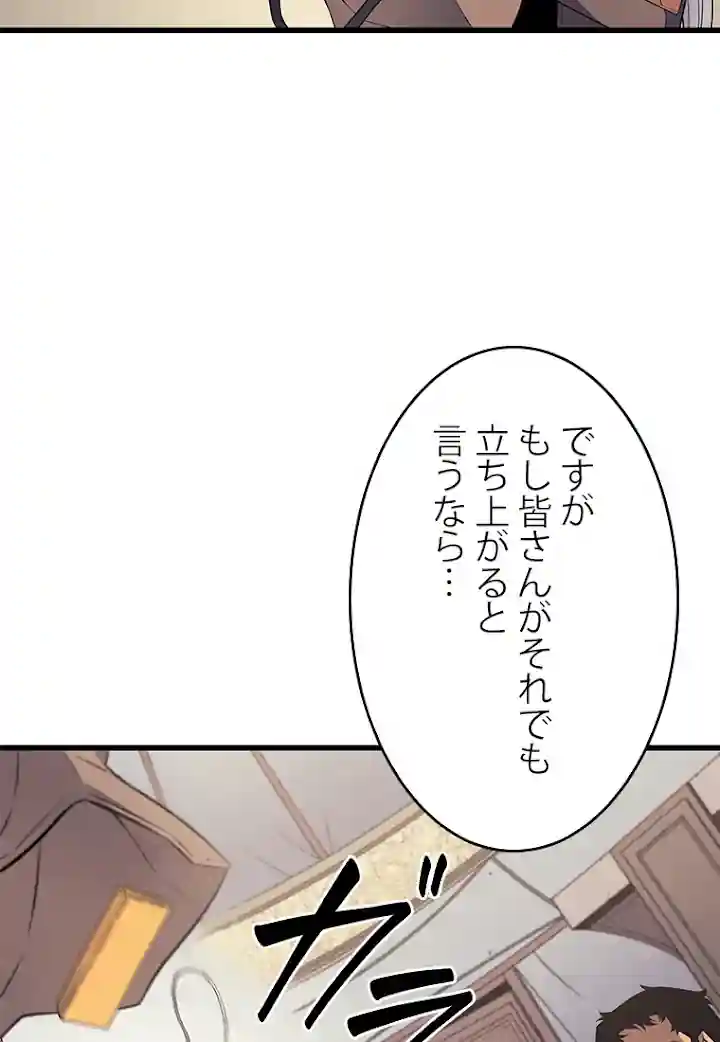 ですが
もし皆さんがそれでも
立ち上がると
言うなら…
ガタ